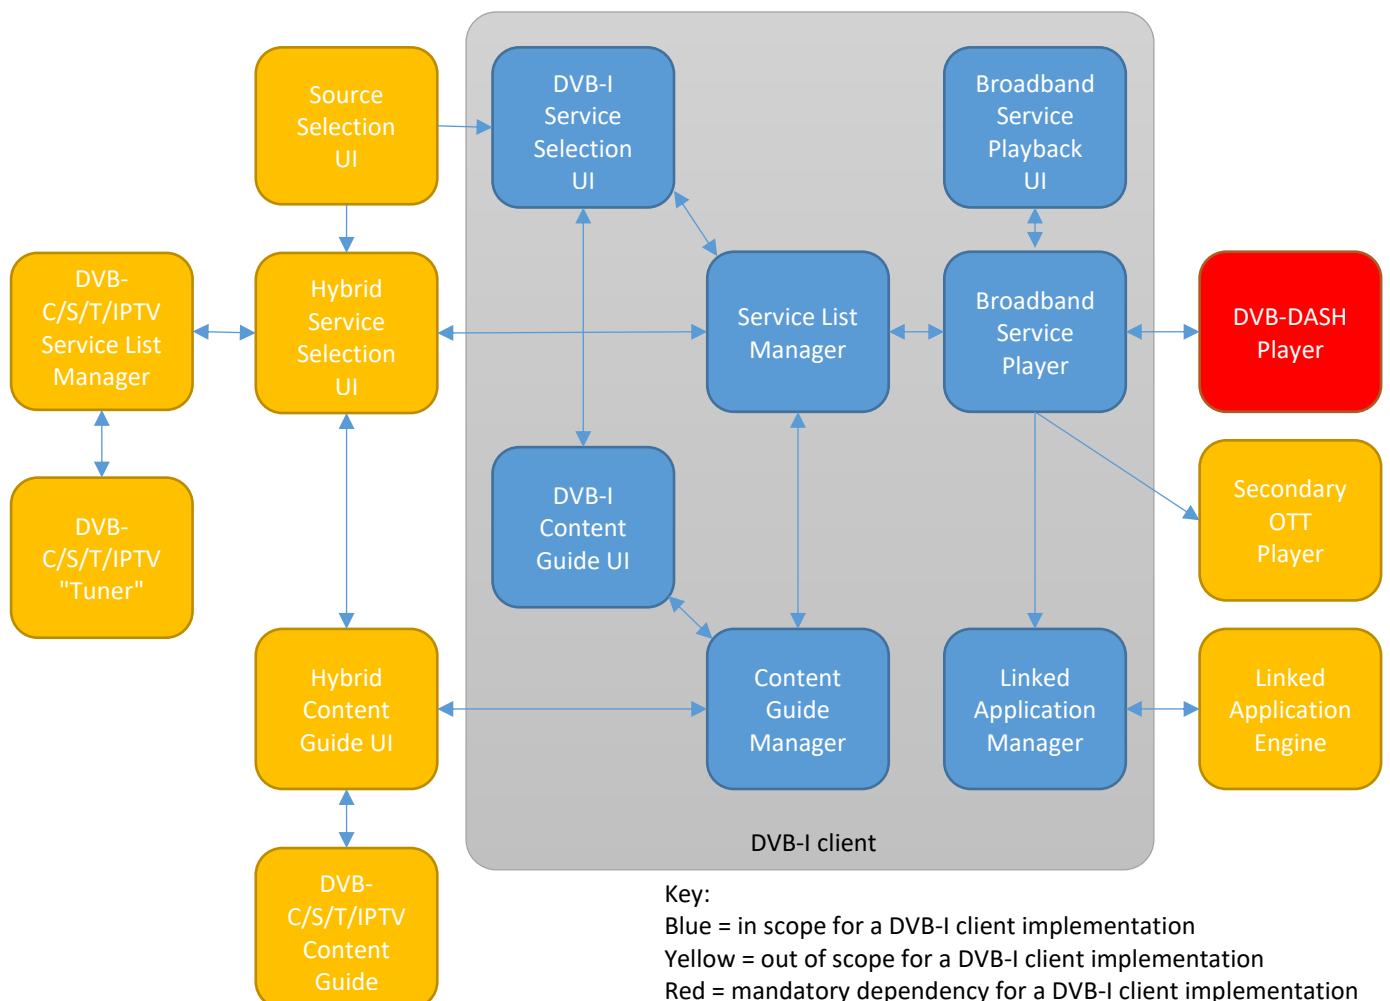 Source
Selection
UI
DVB-I
Service
Selection
UI
Broadband
Service
Playback
UI
DVB-
C/S/T/IPTV
Service List
Manager
Hybrid
Service
Selection
UI
Service List
Manager
Broadband
Service
Player
DVB-DASH
Player
DVB-
C/S/T/IPTV
"Tuner"
DVB-I
Content
Guide UI
Secondary
OTT
Player
Hybrid
Content
Guide UI
Content
Guide
Manager
Linked
Application
Manager
Linked
Application
Engine
DVB-I client
DVB-
C/S/T/IPTV
Content
Guide
Key:
Blue = in scope for a DVB-I client implementation
Yellow = out of scope for a DVB-I client implementation
Red = mandatory dependency for a DVB-I client implementation